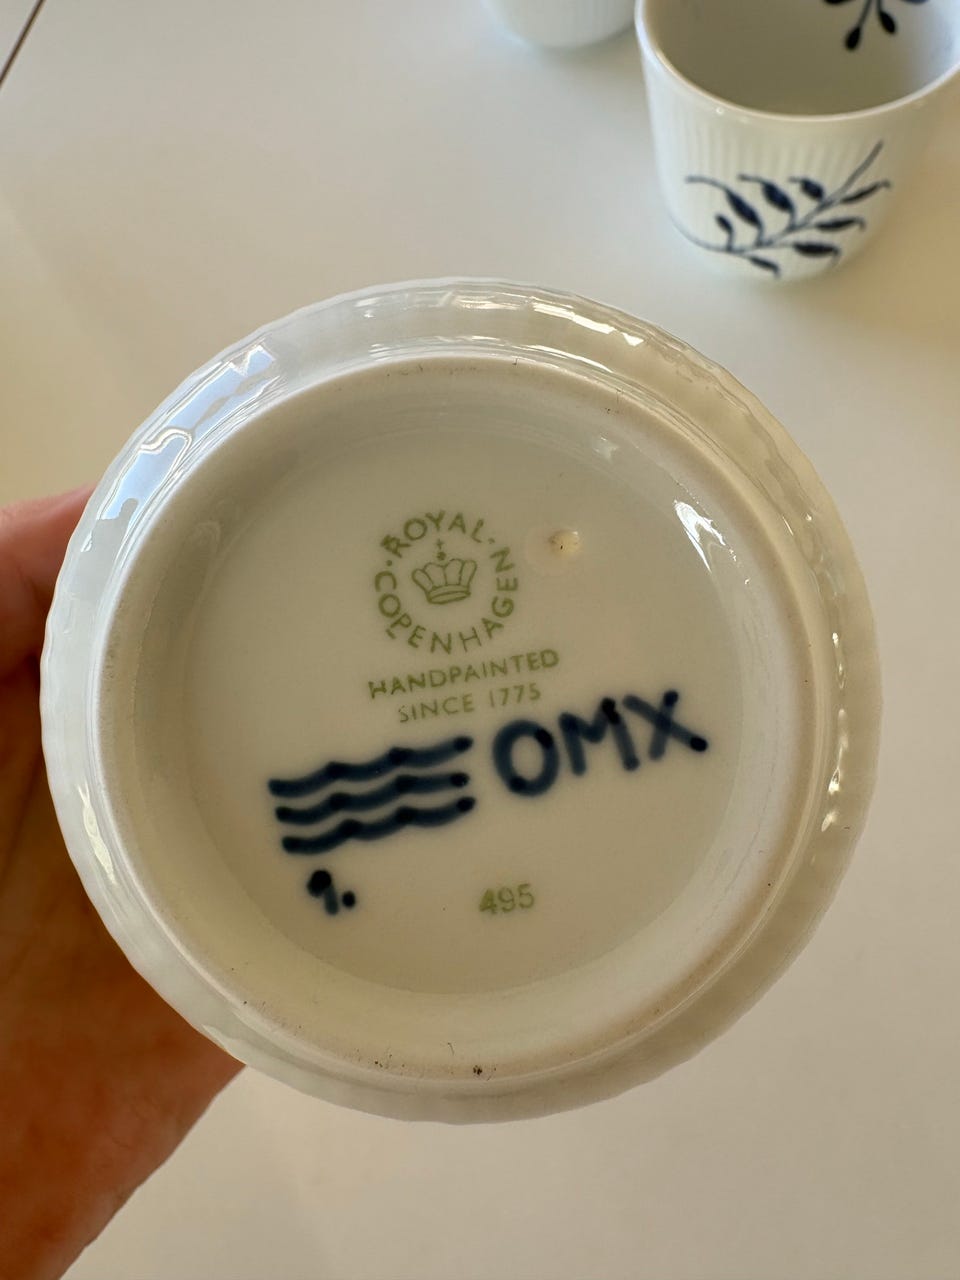 ROYAL · COPENHAGEN ·
HANDPAINTED
SINCE 1775
OMX
1.
495